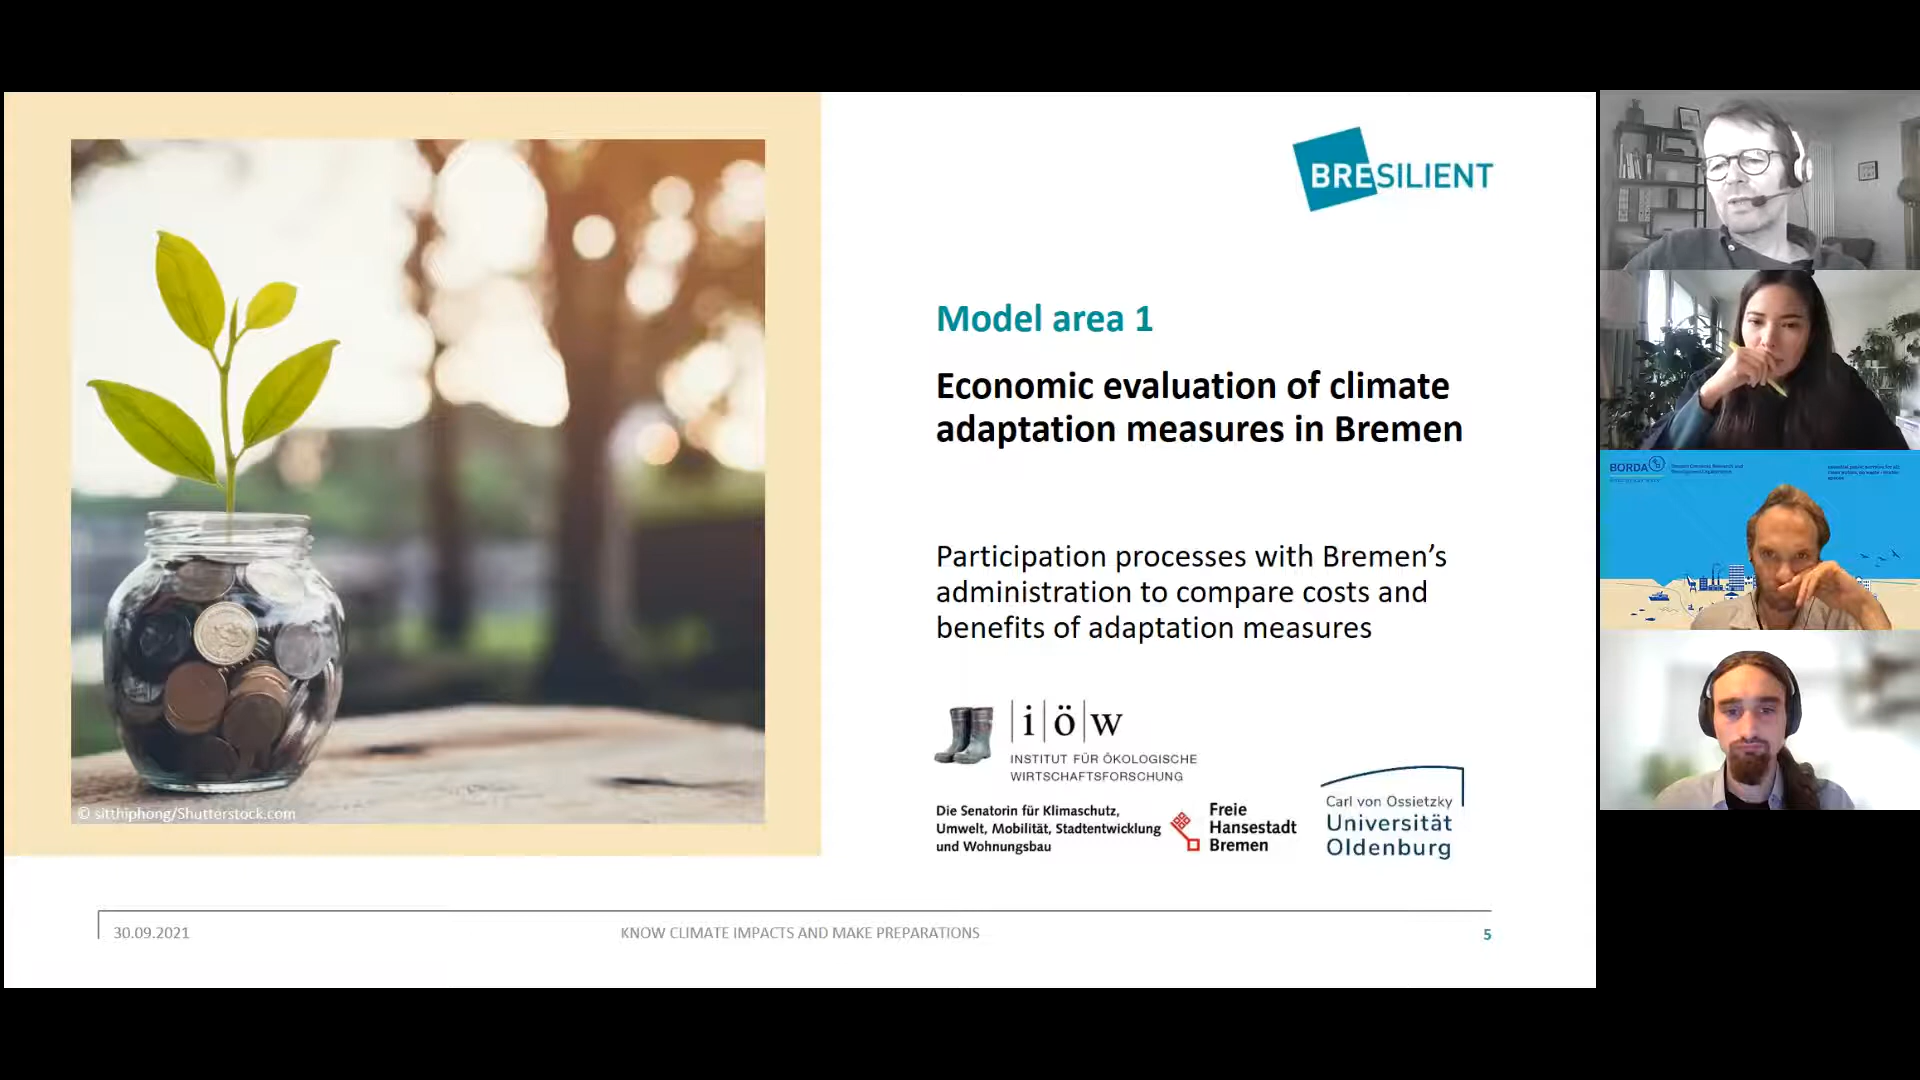 BRESILIENT
Model area 1
Economic evaluation of climate
adaptation measures in Bremen
Participation processes with Bremen’s
administration to compare costs and
benefits of adaptation measures
|i|ö|w
INSTITUT FÜR ÖKOLOGISCHE
WIRTSCHAFTSFORSCHUNG
Die Senatorin für Klimaschutz,
Umwelt, Mobilität, Stadtentwicklung
und Wohnungsbau
Freie
Hansestadt
Bremen
Carl von Ossietzky
Universität
Oldenburg
© sitthiphong/Shutterstock.com
30.09.2021
KNOW CLIMATE IMPACTS AND MAKE PREPARATIONS
5
BORDA